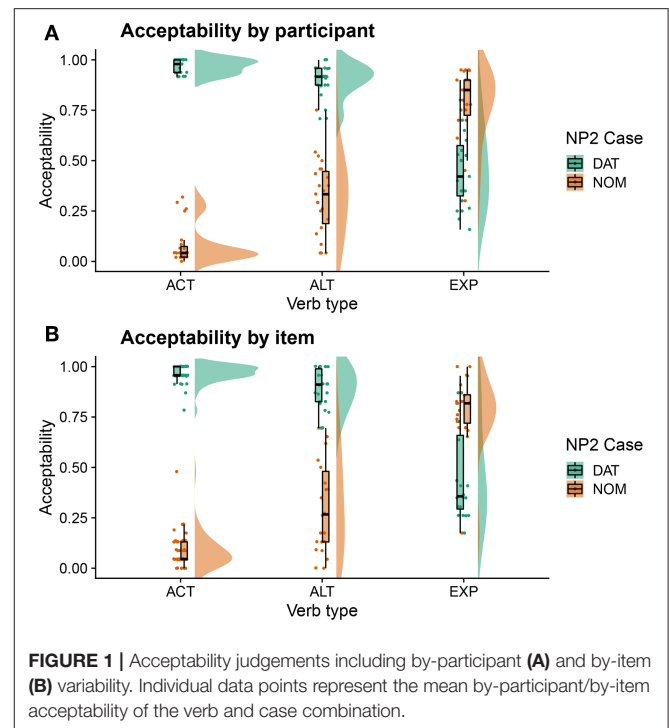 A
Acceptability by participant
1.00
0.75
0.50
0.25
0.00
Acceptability
ACT
ALT
EXP
Verb type
NP2 Case
DAT
NOM
B
Acceptability by item
1.00
0.75
0.50
0.25
0.00
Acceptability
ACT
ALT
EXP
Verb type
NP2 Case
DAT
NOM
FIGURE 1 | Acceptability judgements including by-participant (A) and by-item
(B) variability. Individual data points represent the mean by-participant/by-item
acceptability of the verb and case combination.